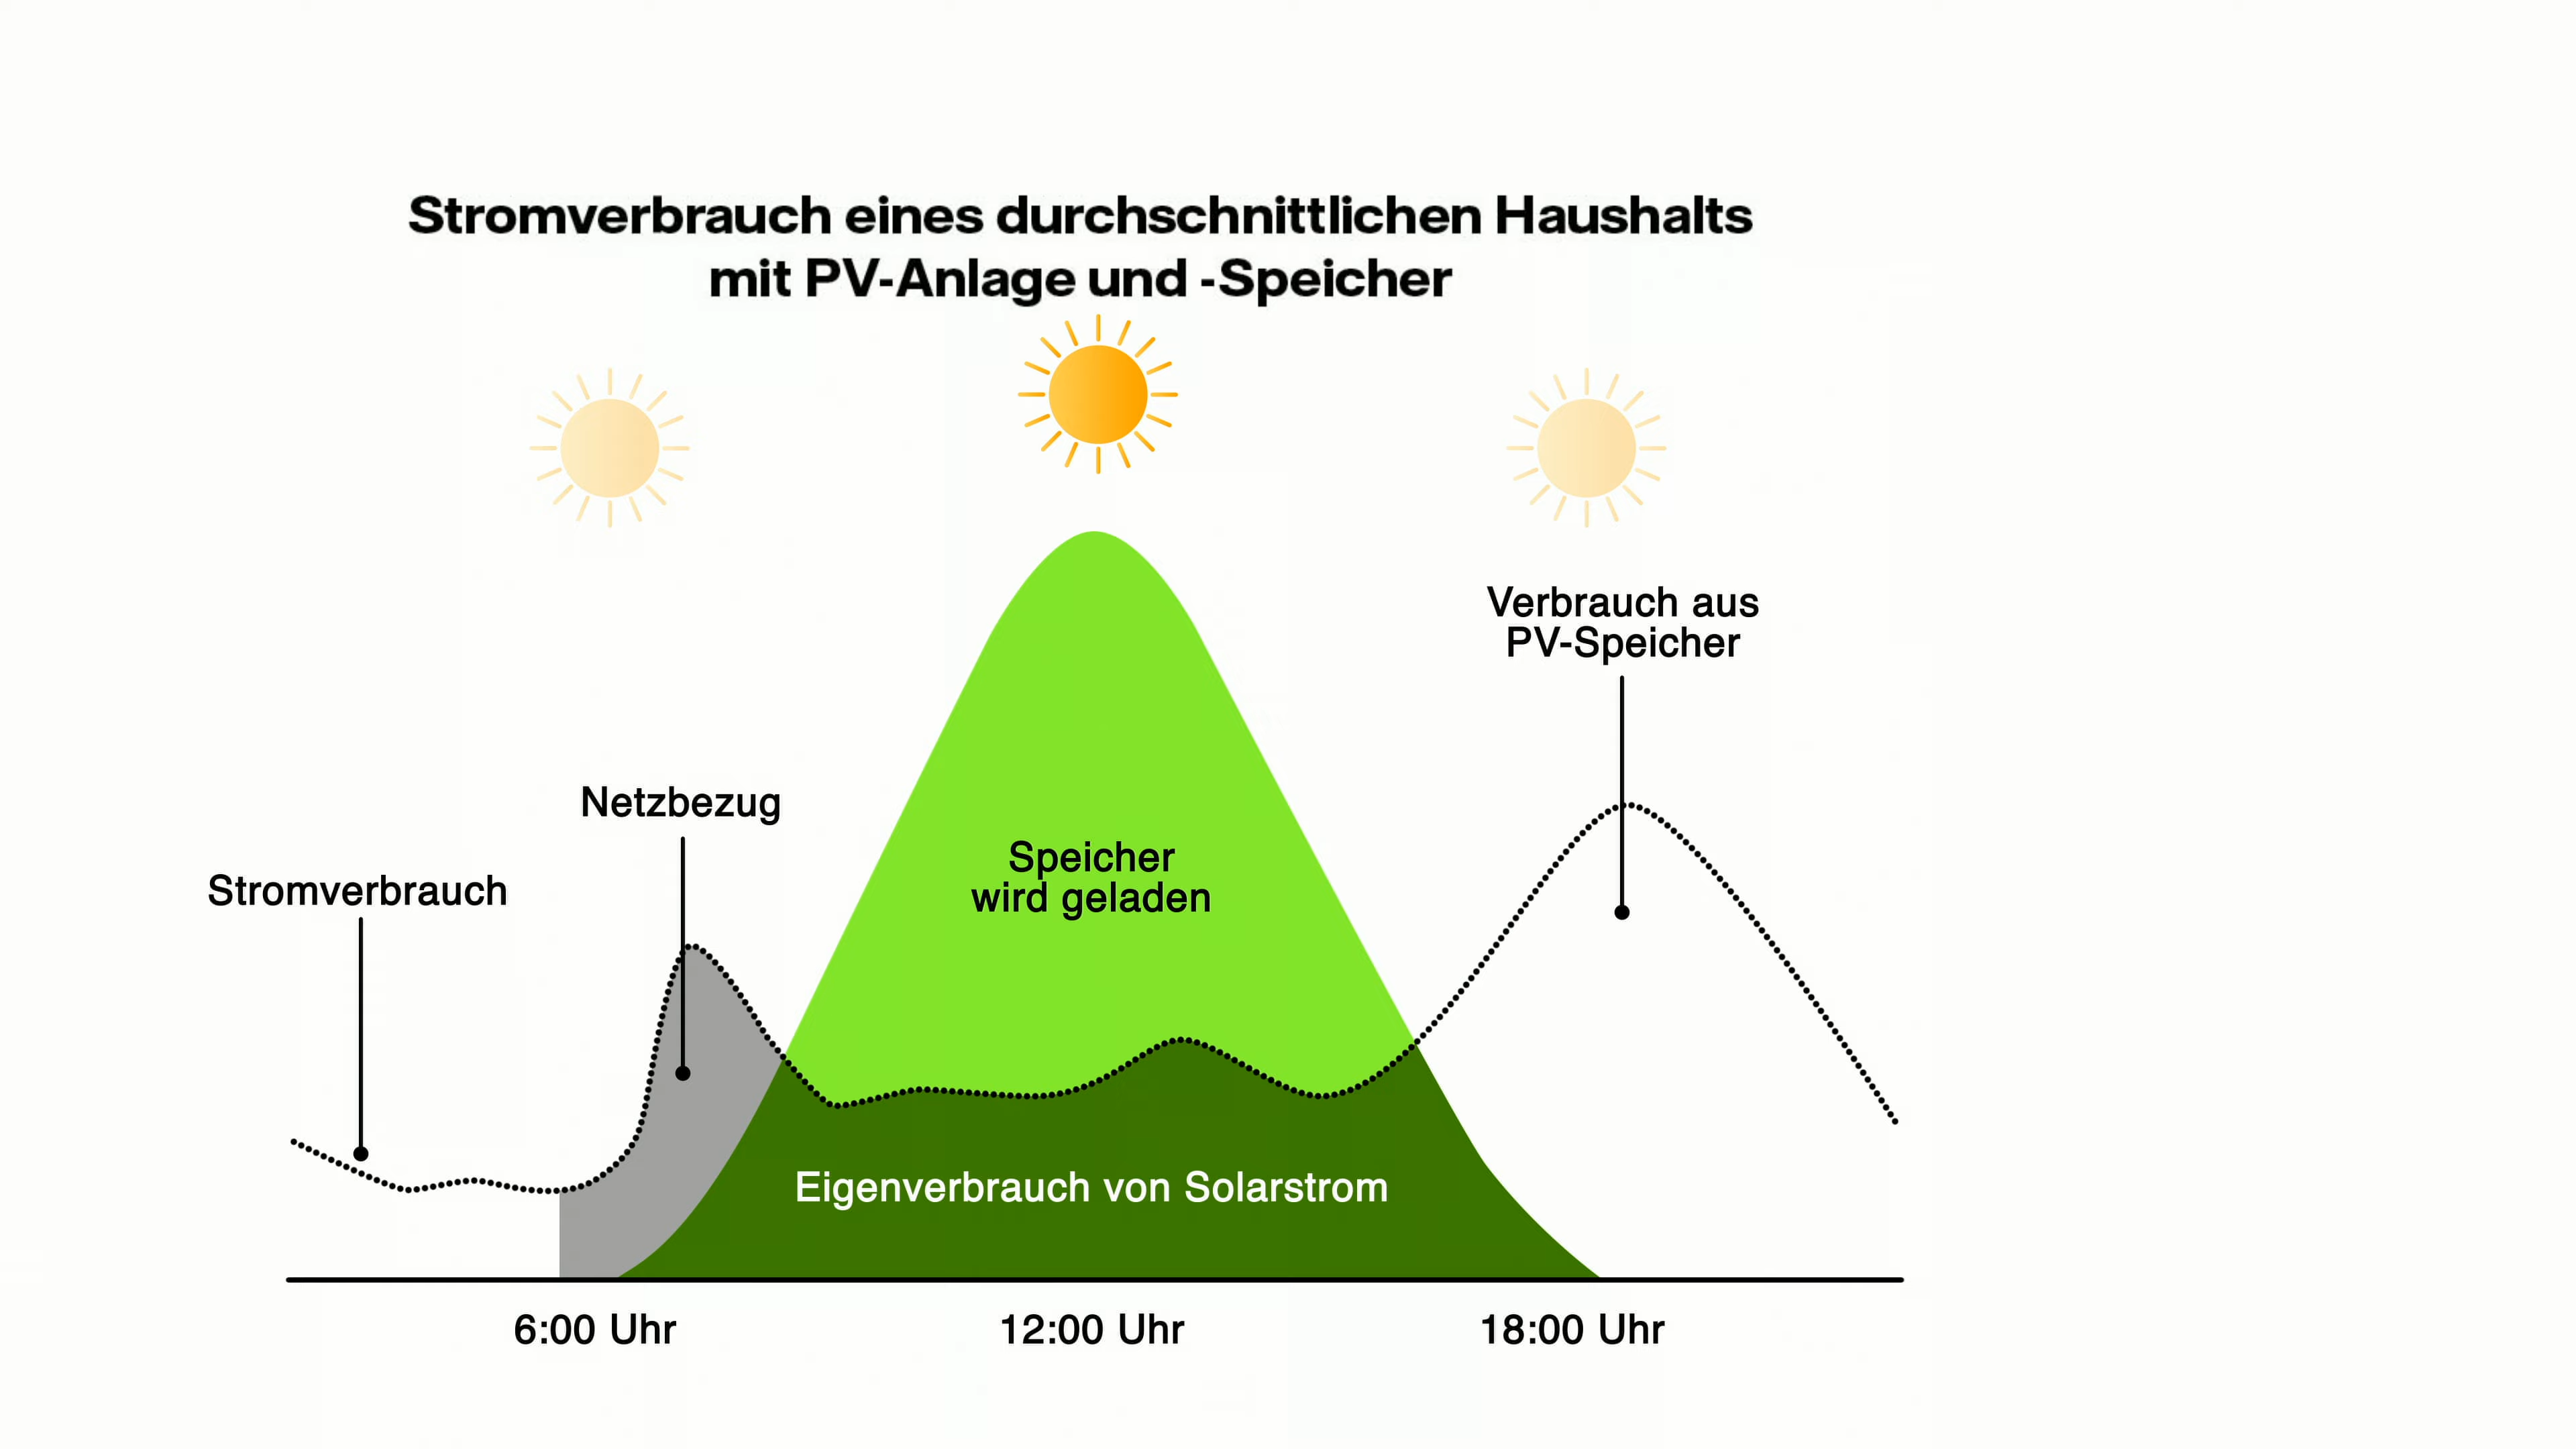 Stromverbrauch eines durchschnittlichen Haushalts
mit PV-Anlage und -Speicher
Verbrauch aus
PV-Speicher
Netzbezug
Stromverbrauch
Speicher
wird geladen
Eigenverbrauch von Solarstrom
6:00 Uhr
12:00 Uhr
18:00 Uhr